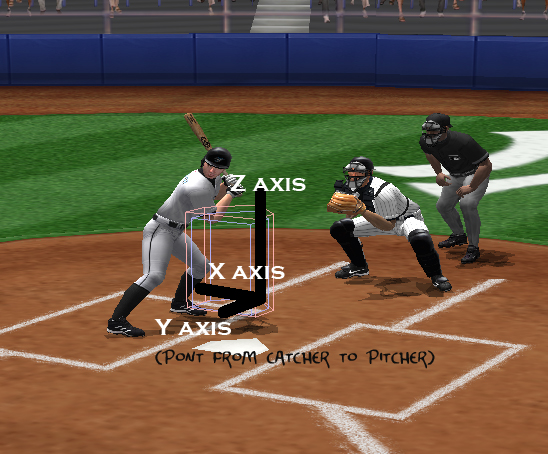 Z AXIS
X AXIS
Y AXIS
(PONT FROM CATCHER TO PITCHER)